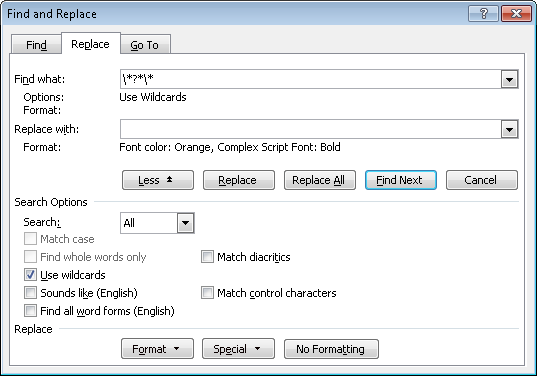 Find and Replace
Find Replace Go To
Find what: \*?*\*
Options: Use Wildcards
Format:
Replace with:
Format: Font color: Orange, Complex Script Font: Bold
Less Replace Replace All Find Next Cancel
Search Options
Search: All
Match case
Find whole words only Match diacritics
Use wildcards
Sounds like (English) Match control characters
Find all word forms (English)
Replace
Format Special No Formatting